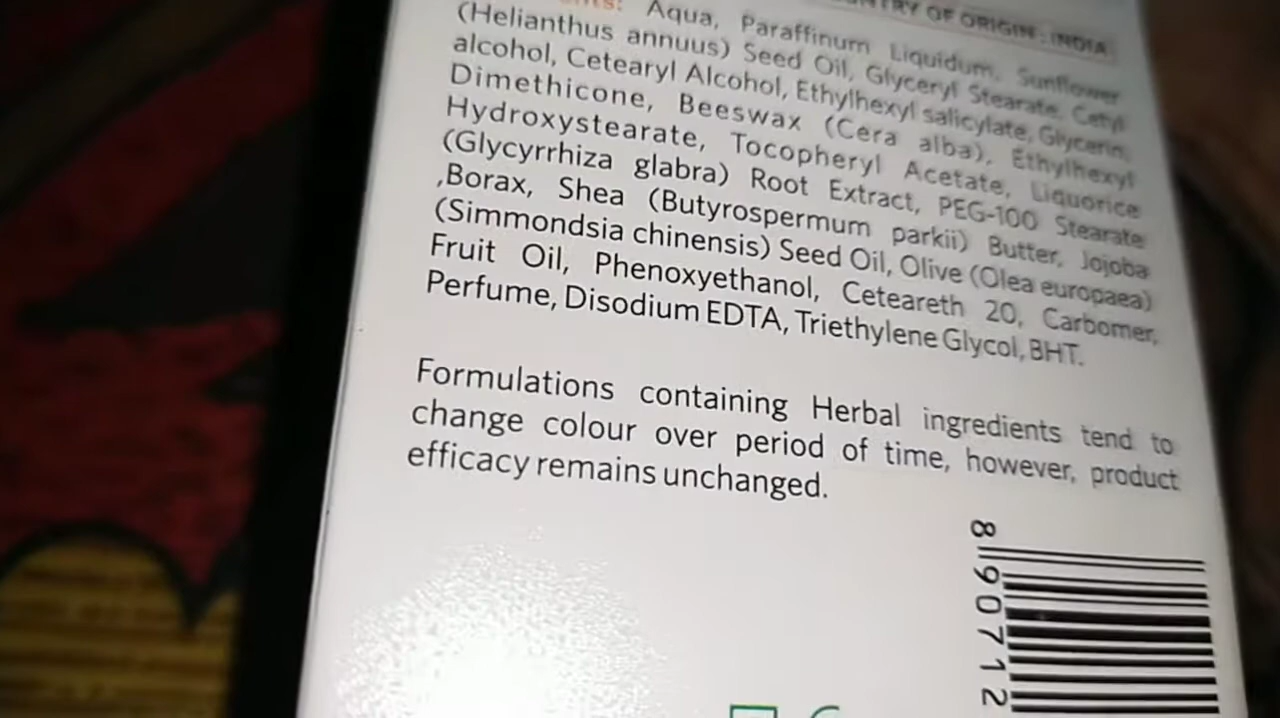 COUNTRY OF ORIGIN : INDIA
Aqua, Paraffinum Liquidum, Sunflower
(Helianthus annuus) Seed Oil, Glyceryl Stearate, Cetyl
alcohol, Cetearyl Alcohol, Ethylhexyl salicylate, Glycerin,
Dimethicone, Beeswax (Cera alba), Ethylhexyl
Hydroxystearate, Tocopheryl Acetate, Liquorice
(Glycyrrhiza glabra) Root Extract, PEG-100 Stearate
,Borax, Shea (Butyrospermum parkii) Butter, Jojoba
(Simmondsia chinensis) Seed Oil, Olive (Olea europaea)
Fruit Oil, Phenoxyethanol, Ceteareth 20, Carbomer,
Perfume, Disodium EDTA, Triethylene Glycol, BHT.
Formulations containing Herbal ingredients tend to
change colour over period of time, however, product
efficacy remains unchanged.
8 90712